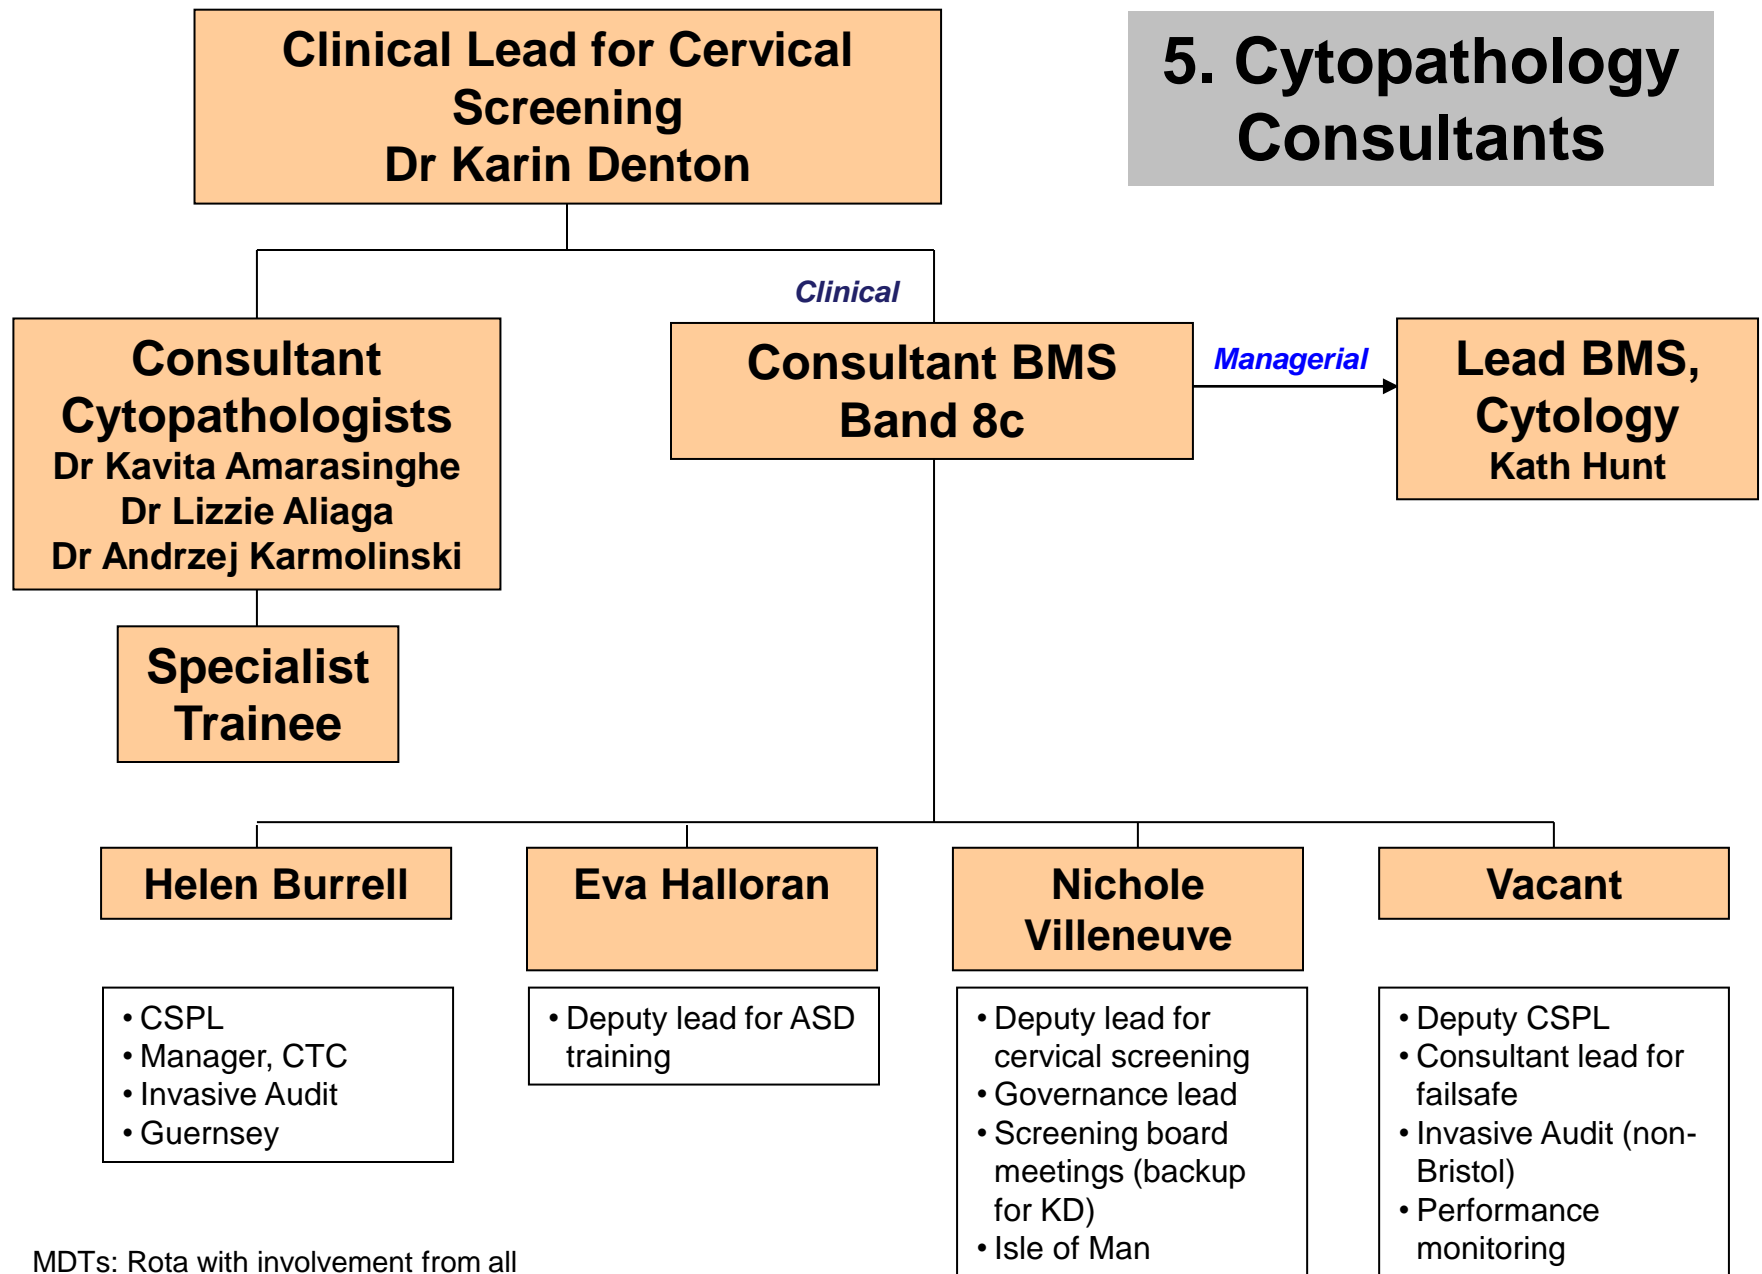 Clinical Lead for Cervical
Screening
Dr Karin Denton
5. Cytopathology
Consultants
Clinical
Consultant
Cytopathologists
Dr Kavita Amarasinghe
Dr Lizzie Aliaga
Dr Andrzej Karmolinski
Consultant BMS
Band 8c
Managerial
Lead BMS,
Cytology
Kath Hunt
Specialist
Trainee
Helen Burrell
Eva Halloran
Nichole
Villeneuve
Vacant
• CSPL
• Manager, CTC
• Invasive Audit
• Guernsey
• Deputy lead for ASD
training
• Deputy lead for
cervical screening
• Governance lead
• Screening board
meetings (backup
for KD)
• Isle of Man
• Deputy CSPL
• Consultant lead for
failsafe
• Invasive Audit (non-
Bristol)
• Performance
monitoring
MDTs: Rota with involvement from all